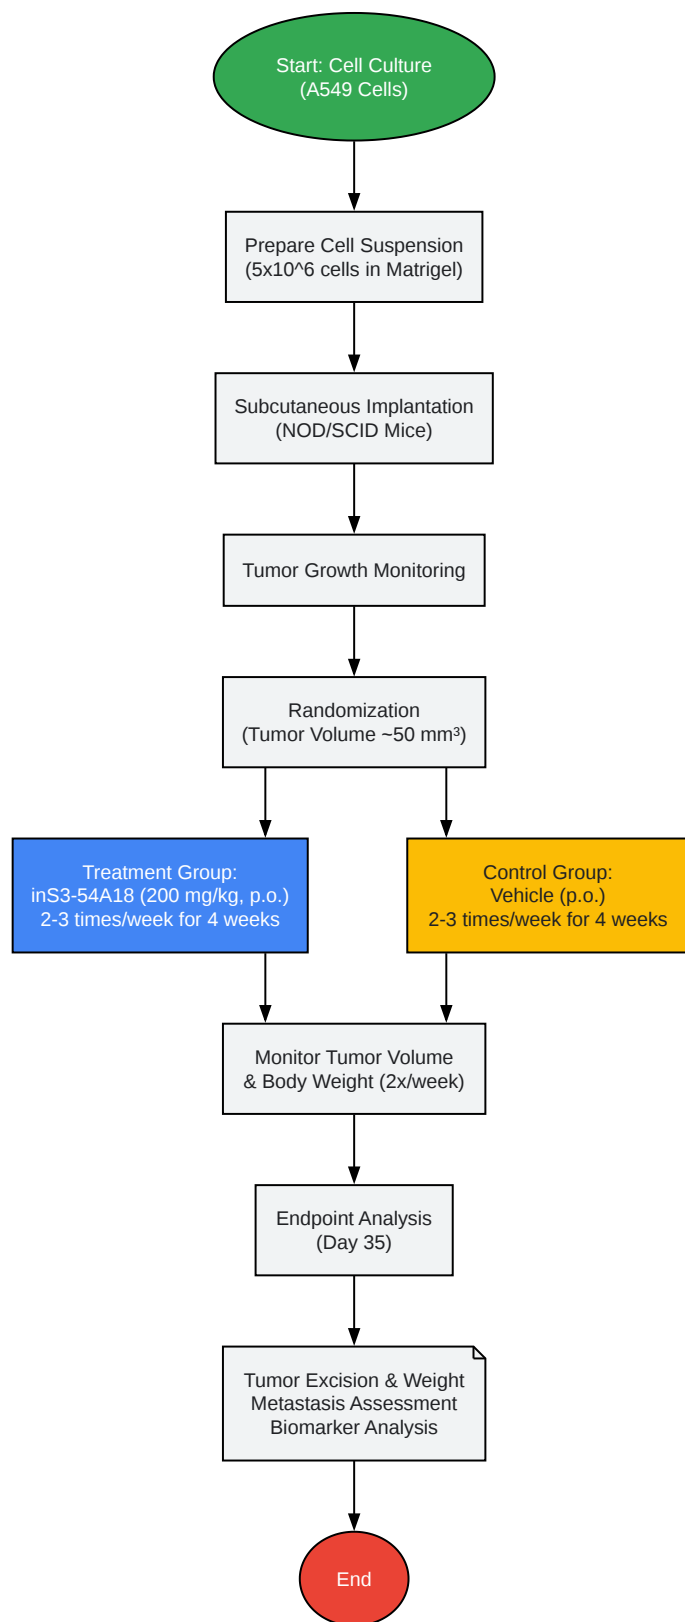 Start: Cell Culture
(A549 Cells)
Prepare Cell Suspension
(5x10^6 cells in Matrigel)
Subcutaneous Implantation
(NOD/SCID Mice)
Tumor Growth Monitoring
Randomization
(Tumor Volume ~50 mm³)
Treatment Group:
inS3-54A18 (200 mg/kg, p.o.)
2-3 times/week for 4 weeks
Control Group:
Vehicle (p.o.)
2-3 times/week for 4 weeks
Monitor Tumor Volume
& Body Weight (2x/week)
Endpoint Analysis
(Day 35)
Tumor Excision & Weight
Metastasis Assessment
Biomarker Analysis
End